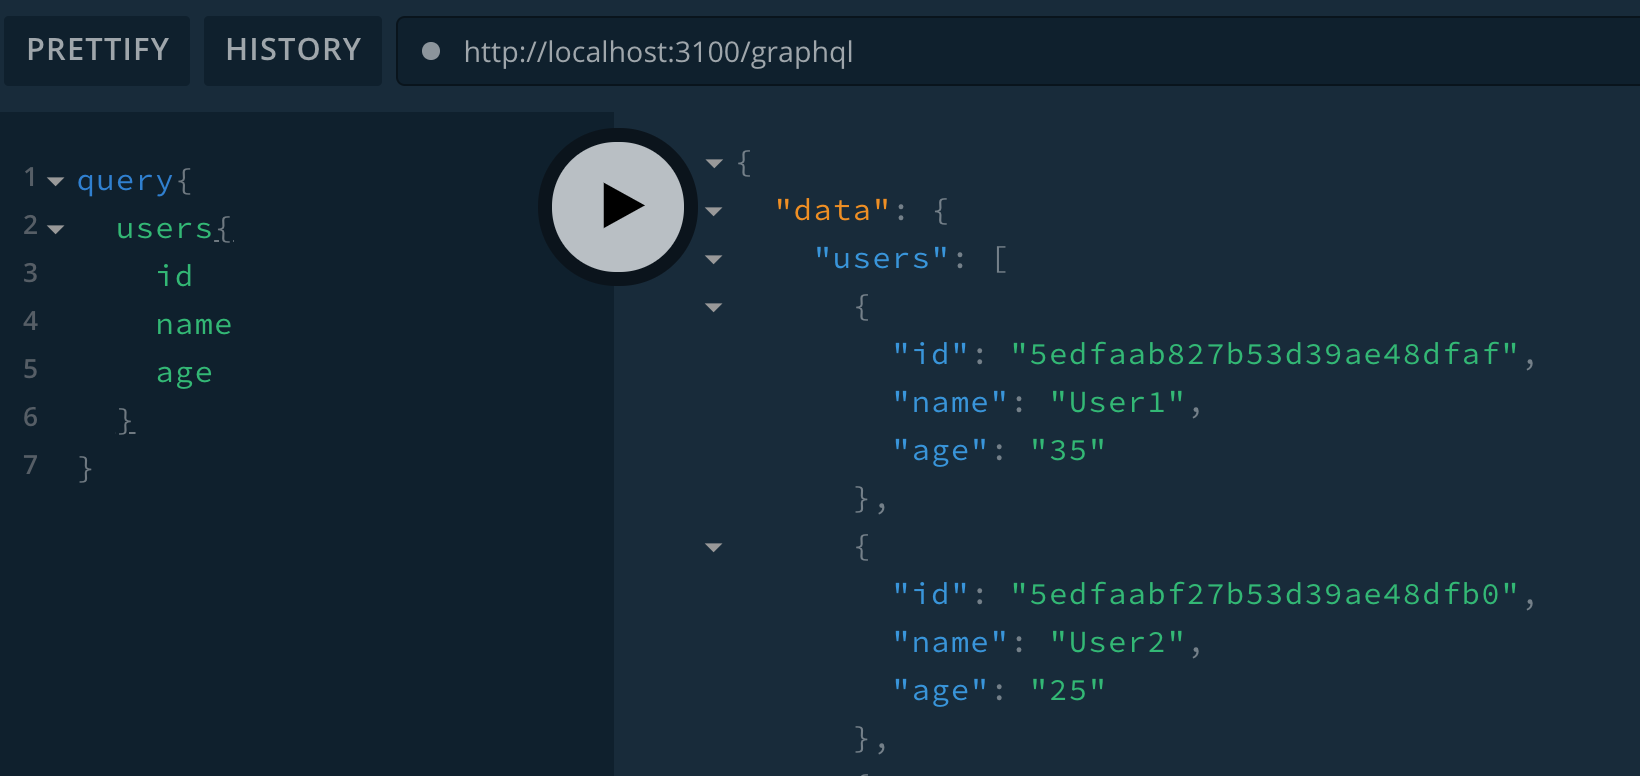 PRETTIFY HISTORY http://localhost:3100/graphql
1 query{
2 users{
3 id
4 name
5 age
6 }
7 }
{
"data": {
"users": [
{
"id": "5edfaab827b53d39ae48dfaf",
"name": "User1",
"age": "35"
},
{
"id": "5edfaabf27b53d39ae48dfb0",
"name": "User2",
"age": "25"
},